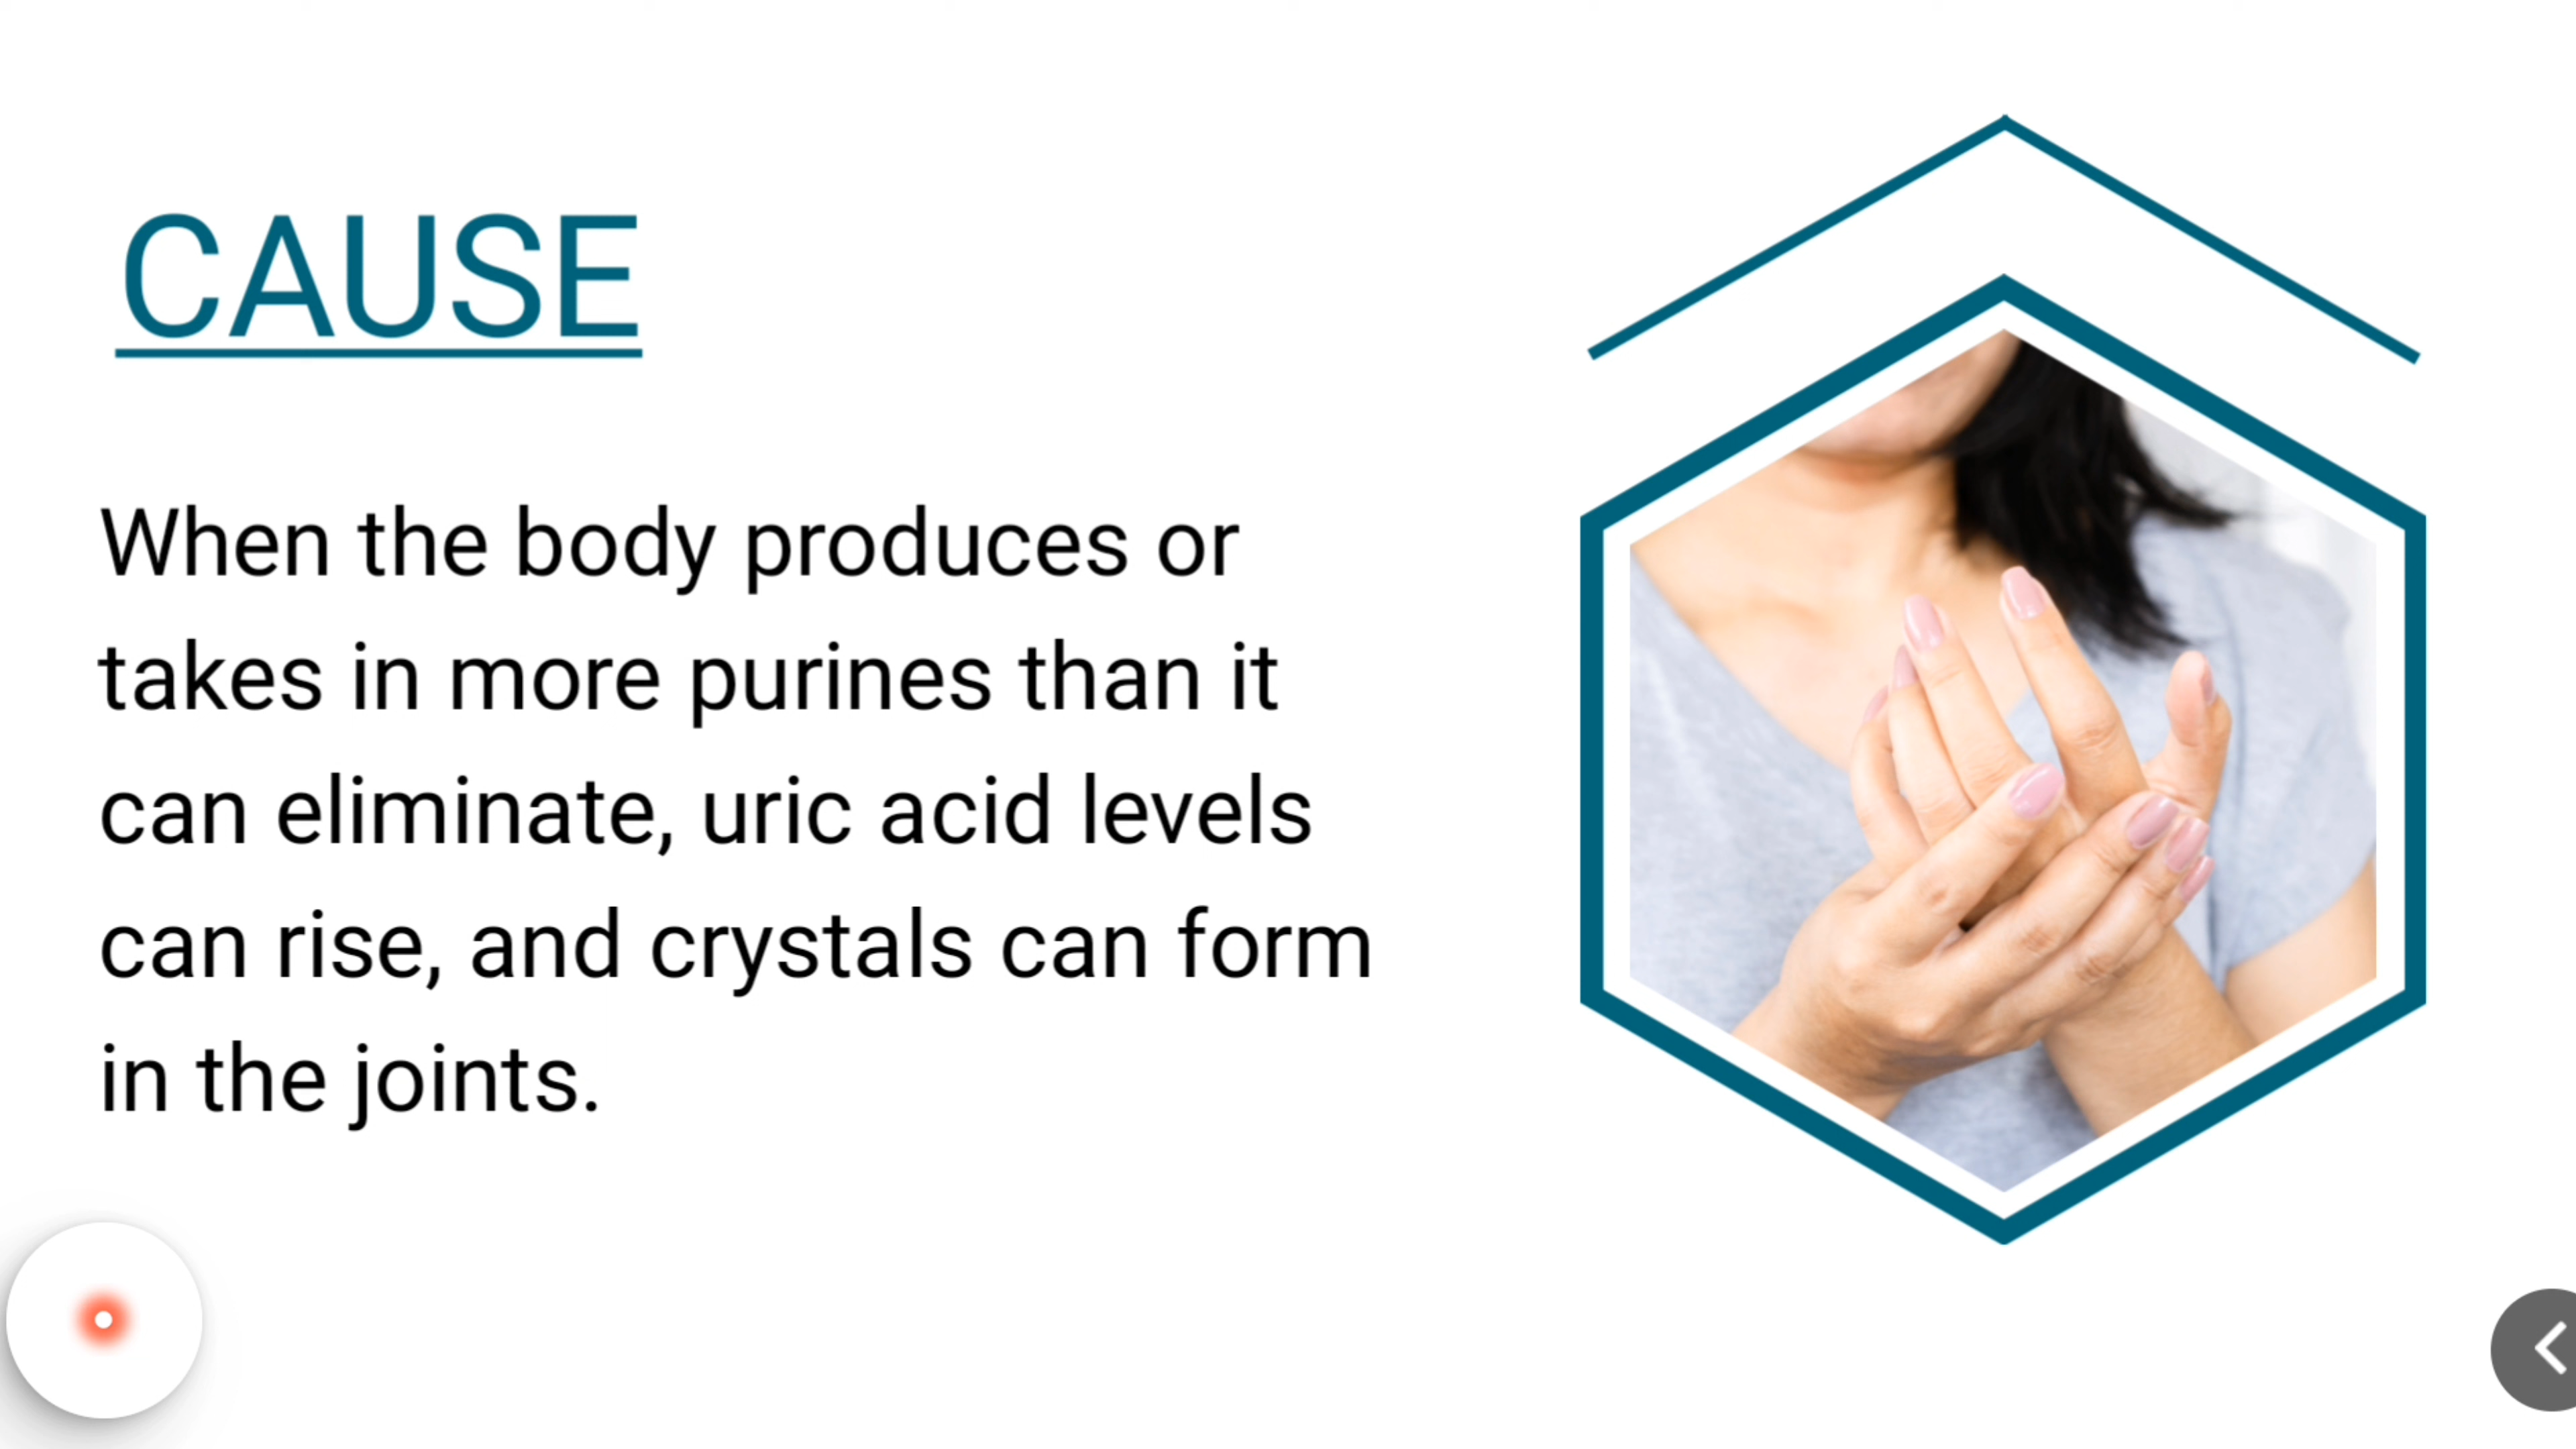 CAUSE
When the body produces or
takes in more purines than it
can eliminate, uric acid levels
can rise, and crystals can form
in the joints.